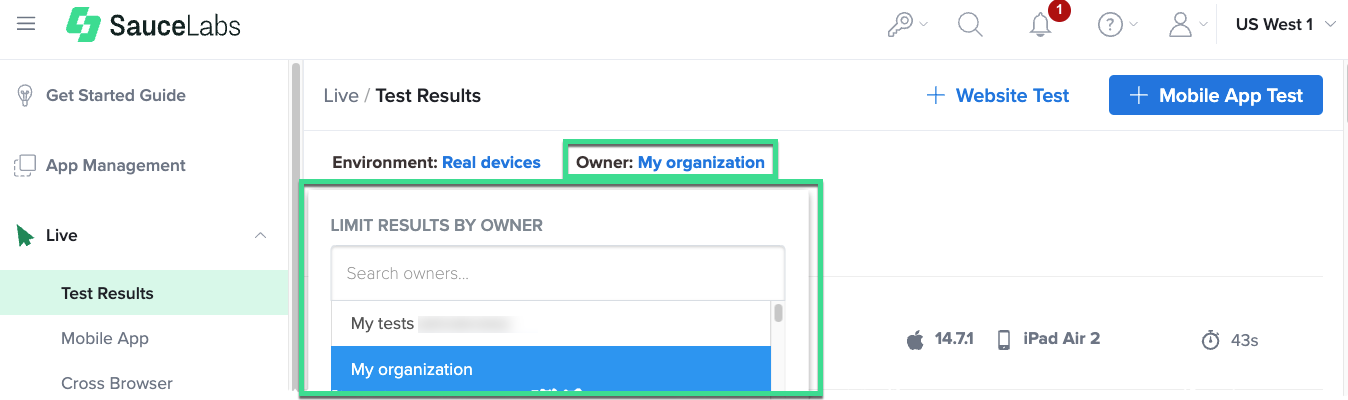 SauceLabs
1
US West 1
Get Started Guide
App Management
Live
Test Results
Mobile App
Cross Browser
Live / Test Results
Website Test
Mobile App Test
Environment: Real devices
Owner: My organization
LIMIT RESULTS BY OWNER
Search owners...
My tests
My organization
14.7.1
iPad Air 2
43s